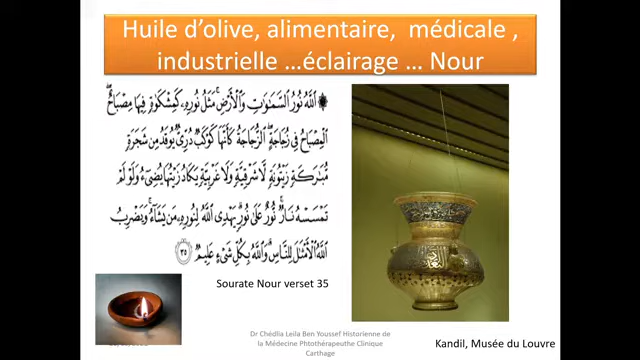 Huile d’olive, alimentaire, médicale ,
industrielle …éclairage … Nour
۞ ٱللَّهُ نُورُ ٱلسَّمَٰوَٰتِ وَٱلْأَرْضِ ۚ مَثَلُ نُورِهِۦ كَمِشْكَوٰةٍ فِيهَا مِصْبَاحٌ ۖ
ٱلْمِصْبَاحُ فِى زُجَاجَةٍ ۖ ٱلزُّجَاجَةُ كَأَنَّهَا كَوْكَبٌ دُرِّىٌّ يُوقَدُ مِن شَجَرَةٍ
مُّبَٰرَكَةٍ زَيْتُونَةٍ لَّا شَرْقِيَّةٍ وَلَا غَرْبِيَّةٍ يَكَادُ زَيْتُهَا يُضِىٓءُ وَلَوْ لَمْ
تَمْسَسْهُ نَارٌ ۚ نُّورٌ عَلَىٰ نُورٍ ۗ يَهْدِى ٱللَّهُ لِنُورِهِۦ مَن يَشَآءُ ۚ وَيَضْرِبُ
ٱللَّهُ ٱلْأَمْثَٰلَ لِلنَّاسِ ۗ وَٱللَّهُ بِكُلِّ شَىْءٍ عَلِيمٌ ٣٥
Sourate Nour verset 35
Dr Chédlia Leila Ben Youssef Historienne de
la Médecine Phtothérapeuthe Clinique
Carthage
Kandil, Musée du Louvre